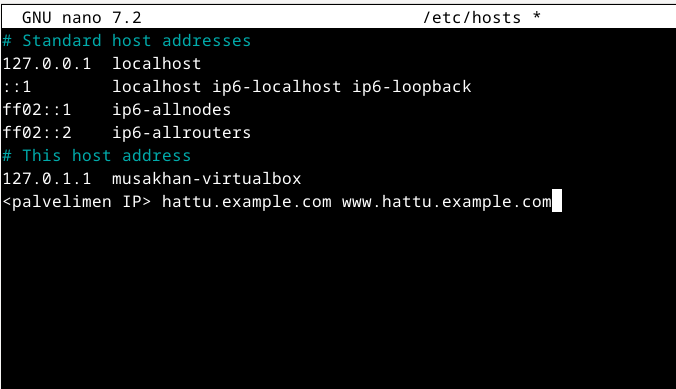 GNU nano 7.2 /etc/hosts *
# Standard host addresses
127.0.0.1 localhost
::1 localhost ip6-localhost ip6-loopback
ff02::1 ip6-allnodes
ff02::2 ip6-allrouters
# This host address
127.0.1.1 musakhan-virtualbox
<palvelimen IP> hattu.example.com www.hattu.example.com